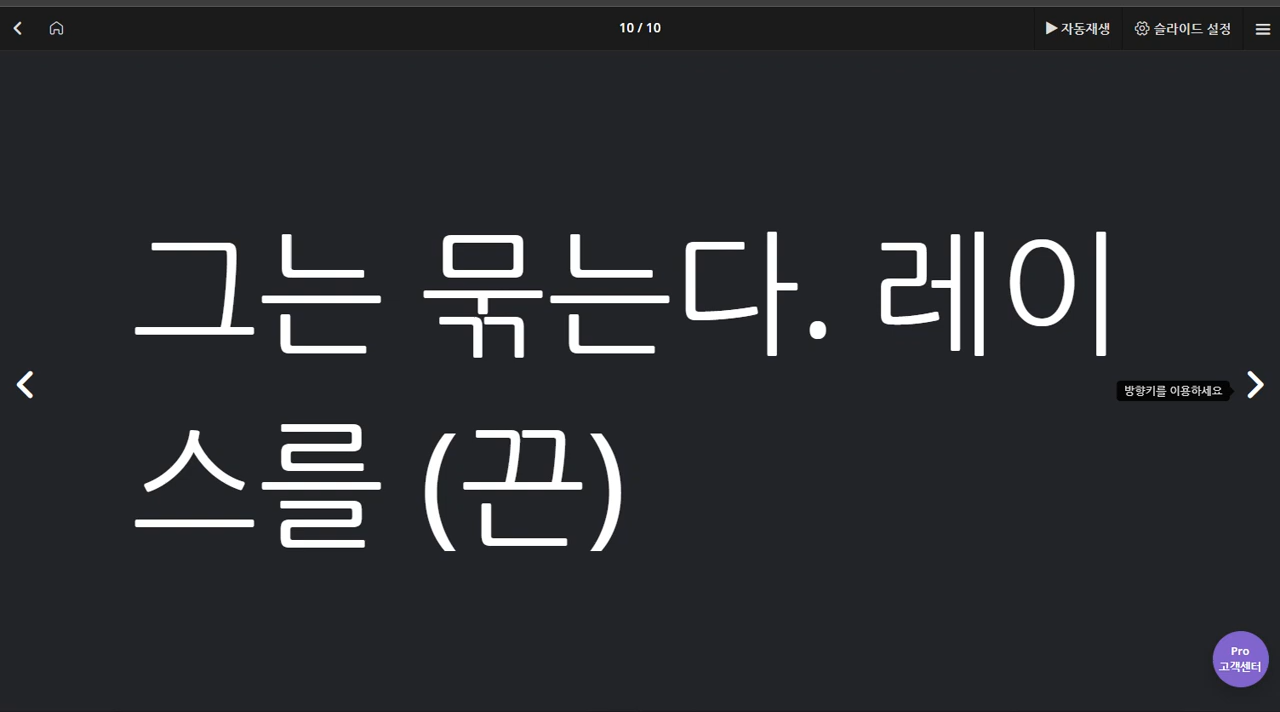 10 / 10
자동재생
슬라이드 설정
그는 묶는다. 레이
스를 (끈)
방향키를 이용하세요
Pro
고객센터